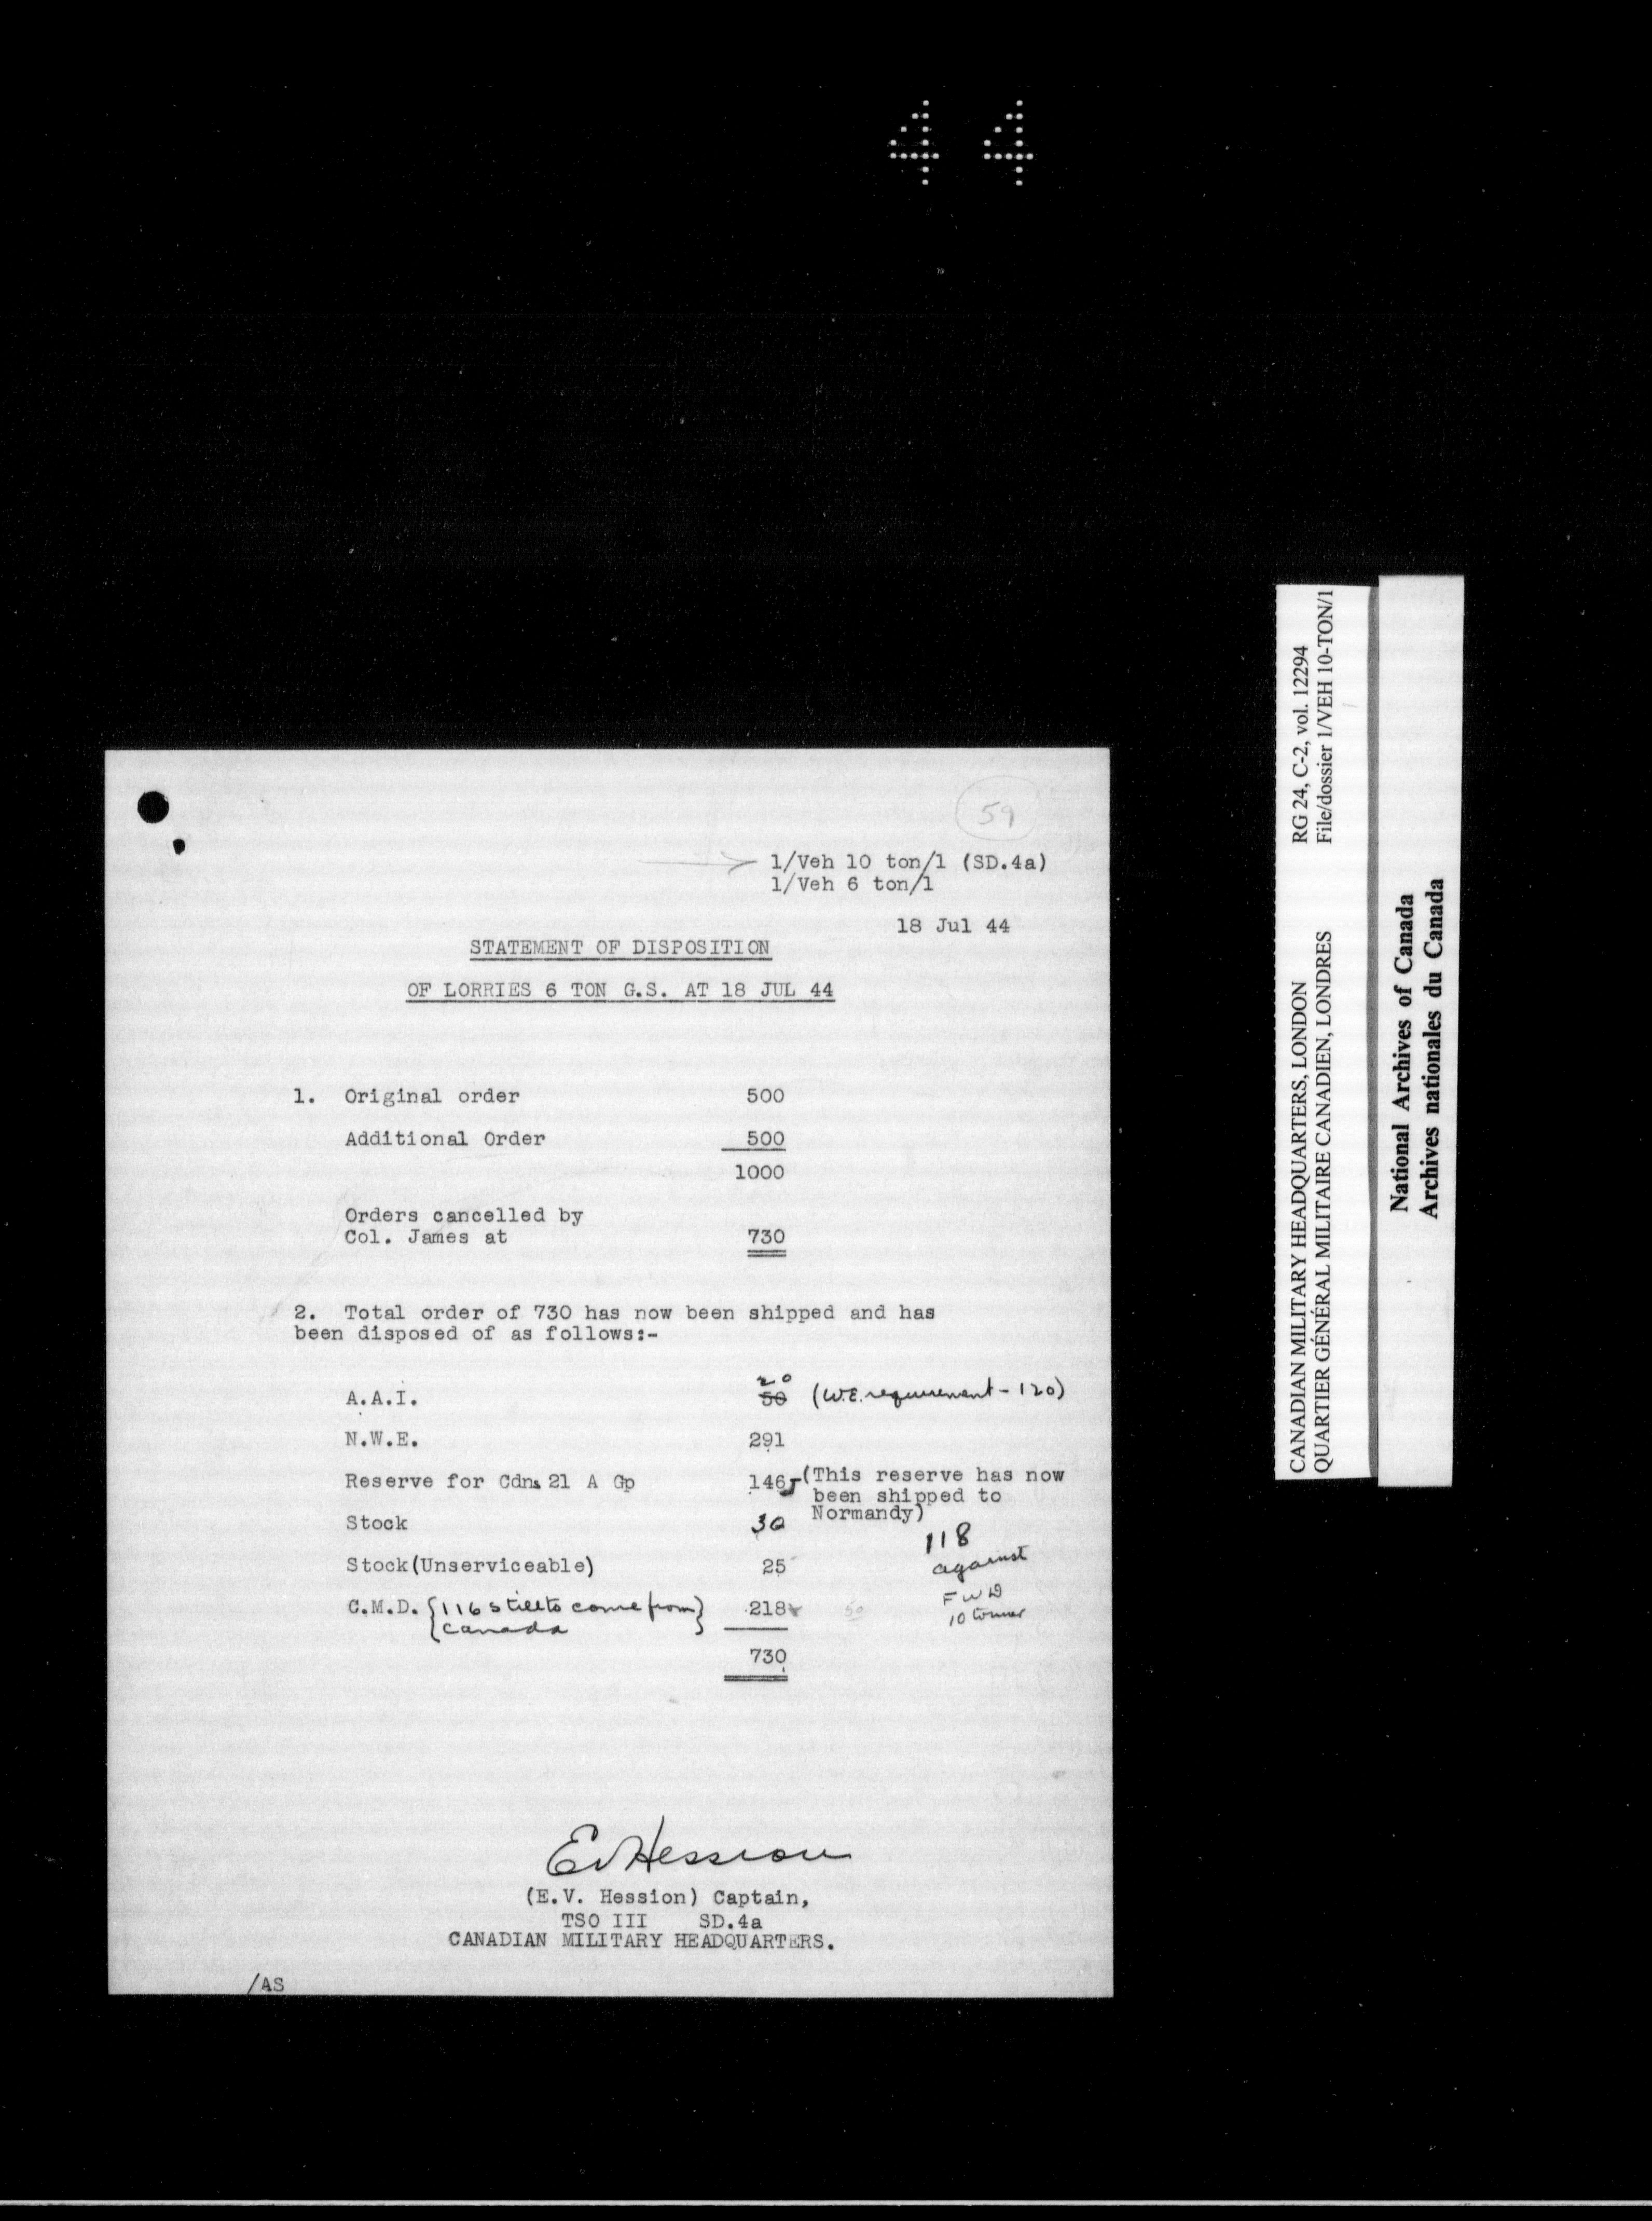 44
59
1/Veh 10 ton/1 (SD.4a)
1/Veh 6 ton/1
18 Jul 44
STATEMENT OF DISPOSITION
OF LORRIES 6 TON G.S. AT 18 JUL 44
1. Original order 500
Additional Order 500
1000
Orders cancelled by
Col. James at 730
2. Total order of 730 has now been shipped and has
been disposed of as follows:-
20
A.A.I. 50 (W.E. requirement - 120)
N.W.E. 291
Reserve for Cdn. 21 A Gp 146 (This reserve has now
been shipped to
Normandy)
Stock 30
118
against
FWD
10 tonner
Stock(Unserviceable) 25
C.M.D. {116 still to come from} 218 50
Canada
730
EVHession
(E.V. Hession) Captain,
TSO III SD.4a
CANADIAN MILITARY HEADQUARTERS.
/AS
CANADIAN MILITARY HEADQUARTERS, LONDON RG 24, C-2, vol. 12294
QUARTIER GÉNÉRAL MILITAIRE CANADIEN, LONDRES File/dossier 1/VEH 10-TON/1
National Archives of Canada
Archives nationales du Canada